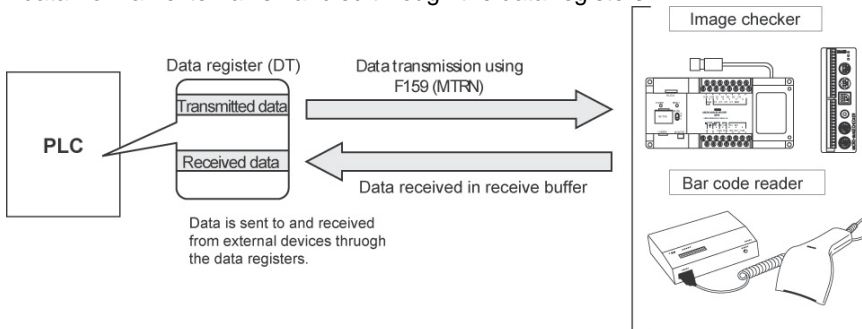 Image checker
Data register (DT)
Data transmission using
F159 (MTRN)
Transmitted data
PLC
Received data
Data received in receive buffer
Bar code reader
Data is sent to and received
from external devices thruogh
the data registers.